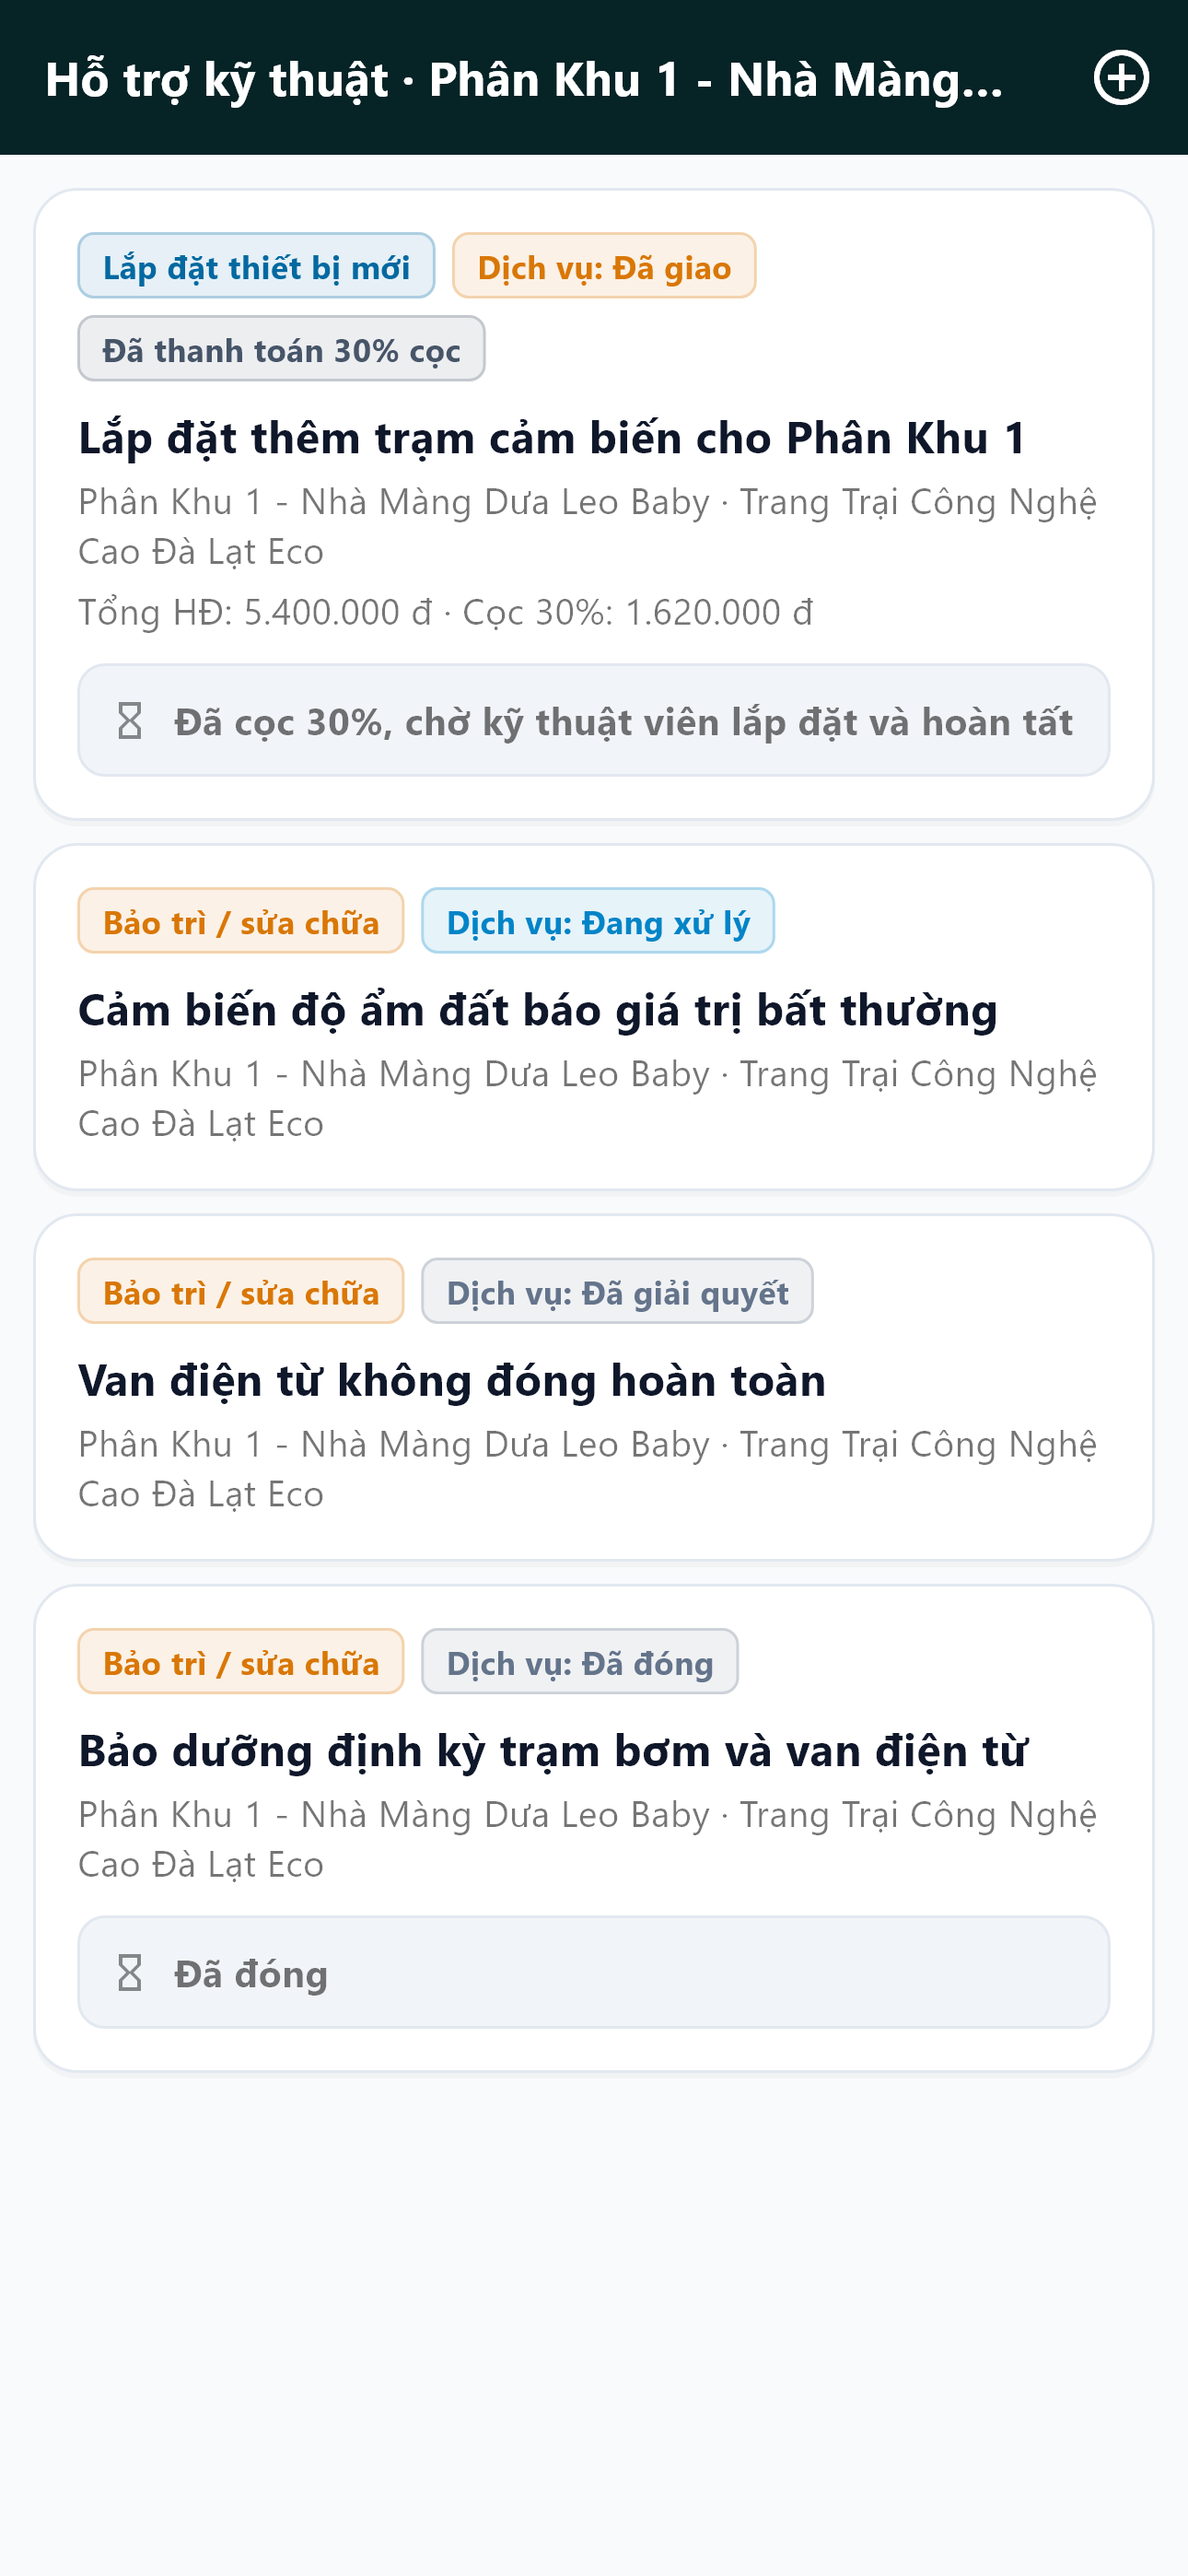 Hỗ trợ kỹ thuật · Phân Khu 1 - Nhà Màng...
Lắp đặt thiết bị mới
Dịch vụ: Đã giao
Đã thanh toán 30% cọc
Lắp đặt thêm trạm cảm biến cho Phân Khu 1
Phân Khu 1 - Nhà Màng Dưa Leo Baby · Trang Trại Công Nghệ
Cao Đà Lạt Eco
Tổng HĐ: 5.400.000 đ · Cọc 30%: 1.620.000 đ
Đã cọc 30%, chờ kỹ thuật viên lắp đặt và hoàn tất
Bảo trì / sửa chữa
Dịch vụ: Đang xử lý
Cảm biến độ ẩm đất báo giá trị bất thường
Phân Khu 1 - Nhà Màng Dưa Leo Baby · Trang Trại Công Nghệ
Cao Đà Lạt Eco
Bảo trì / sửa chữa
Dịch vụ: Đã giải quyết
Van điện từ không đóng hoàn toàn
Phân Khu 1 - Nhà Màng Dưa Leo Baby · Trang Trại Công Nghệ
Cao Đà Lạt Eco
Bảo trì / sửa chữa
Dịch vụ: Đã đóng
Bảo dưỡng định kỳ trạm bơm và van điện từ
Phân Khu 1 - Nhà Màng Dưa Leo Baby · Trang Trại Công Nghệ
Cao Đà Lạt Eco
Đã đóng